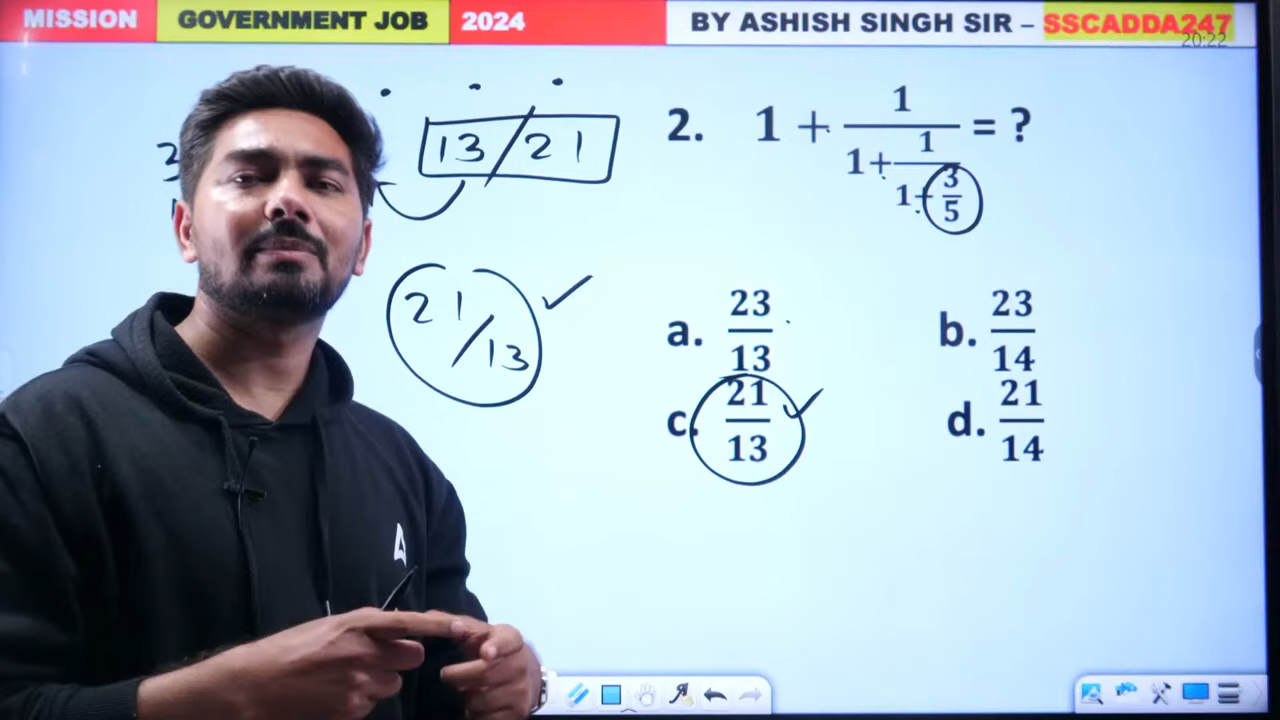 MISSION GOVERNMENT JOB 2024 BY ASHISH SINGH SIR – SSCADDA247
20:22
13/21
2. 1 + 1/(1+1/(1+3/5)) = ?
21/13
a. 23/13 b. 23/14
c. 21/13 d. 21/14